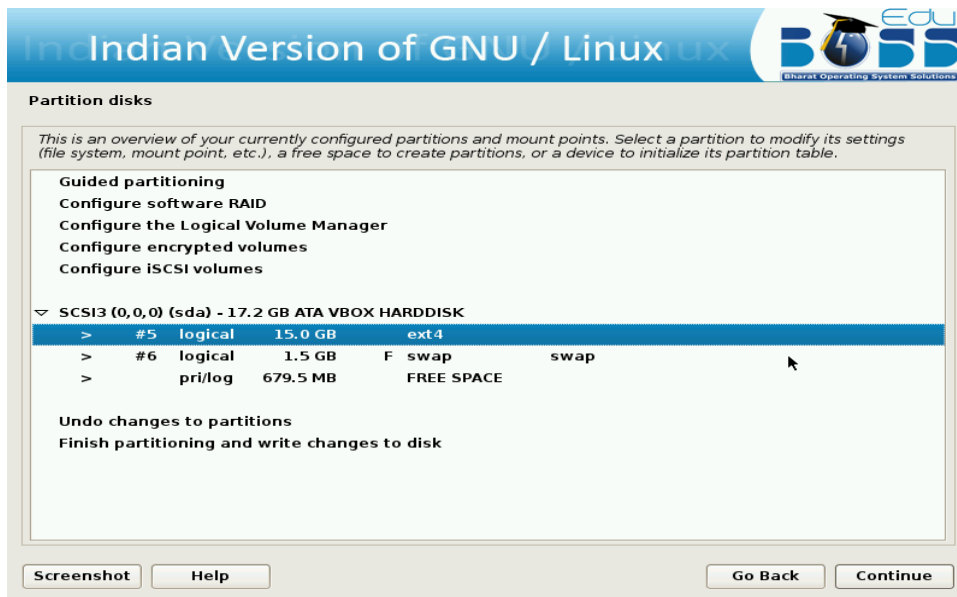 Indian Version of GNU / Linux
Edu
BOSS
Bharat Operating System Solutions
Partition disks
This is an overview of your currently configured partitions and mount points. Select a partition to modify its settings
(file system, mount point, etc.), a free space to create partitions, or a device to initialize its partition table.
Guided partitioning
Configure software RAID
Configure the Logical Volume Manager
Configure encrypted volumes
Configure iSCSI volumes
SCSI3 (0,0,0) (sda) - 17.2 GB ATA VBOX HARDDISK
> #5 logical 15.0 GB ext4
> #6 logical 1.5 GB F swap swap
> pri/log 679.5 MB FREE SPACE
Undo changes to partitions
Finish partitioning and write changes to disk
Screenshot Help Go Back Continue